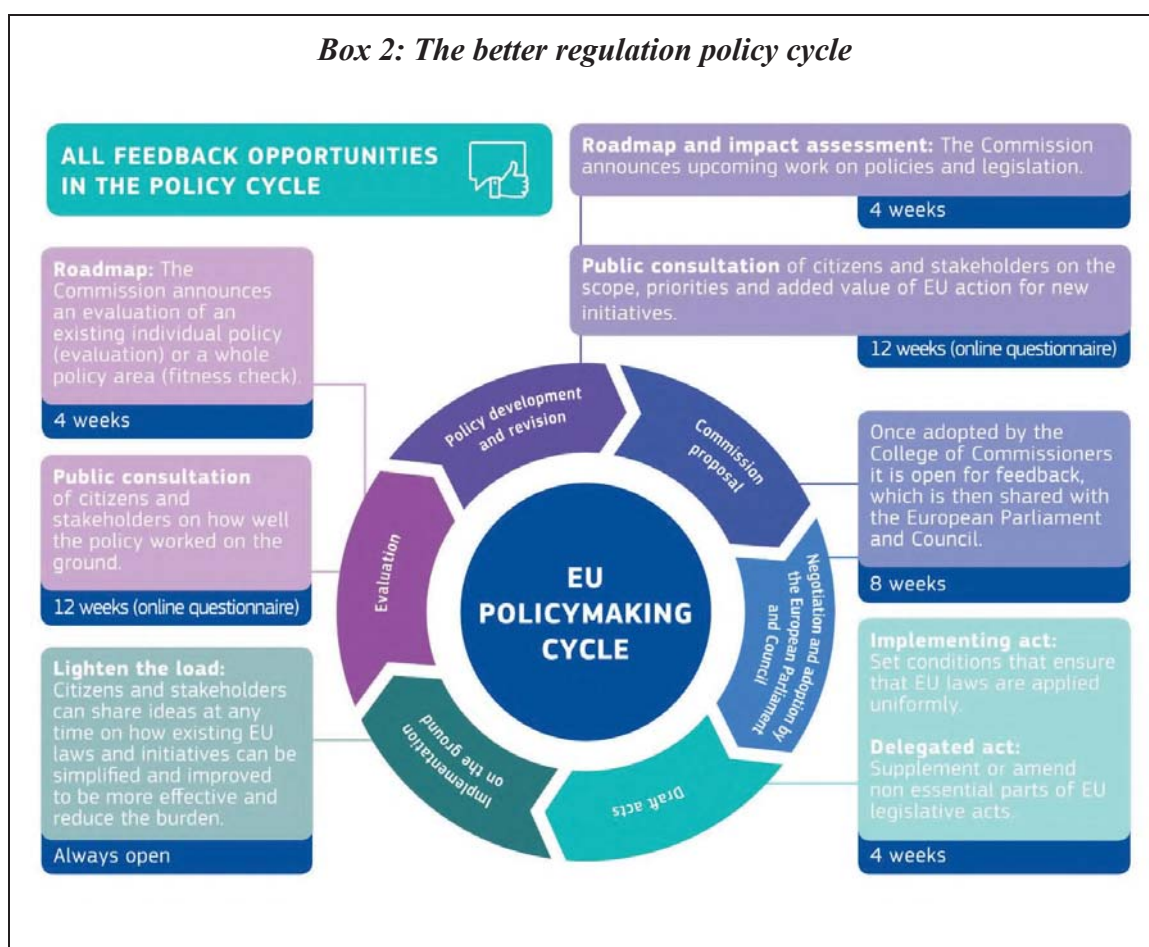 Box 2: The better regulation policy cycle
ALL FEEDBACK OPPORTUNITIES
IN THE POLICY CYCLE
Roadmap and impact assessment: The Commission
announces upcoming work on policies and legislation.
4 weeks
Public consultation of citizens and stakeholders on the
scope, priorities and added value of EU action for new
initiatives.
12 weeks (online questionnaire)
Roadmap: The
Commission announces
an evaluation of an
existing individual policy
(evaluation) or a whole
policy area (fitness check).
4 weeks
Public consultation
of citizens and
stakeholders on how well
the policy worked on the
ground.
12 weeks (online questionnaire)
Lighten the load:
Citizens and stakeholders
can share ideas at any
time on how existing EU
laws and initiatives can be
simplified and improved
to be more effective and
reduce the burden.
Always open
Policy development
and revision
Commission
proposal
Negotiation and adoption by
the European Parliament
and Council
Draft acts
Implementation
on the ground
Evaluation
EU
POLICYMAKING
CYCLE
Once adopted by the
College of Commissioners
it is open for feedback,
which is then shared with
the European Parliament
and Council.
8 weeks
Implementing act:
Set conditions that ensure
that EU laws are applied
uniformly.
Delegated act:
Supplement or amend
non essential parts of EU
legislative acts.
4 weeks